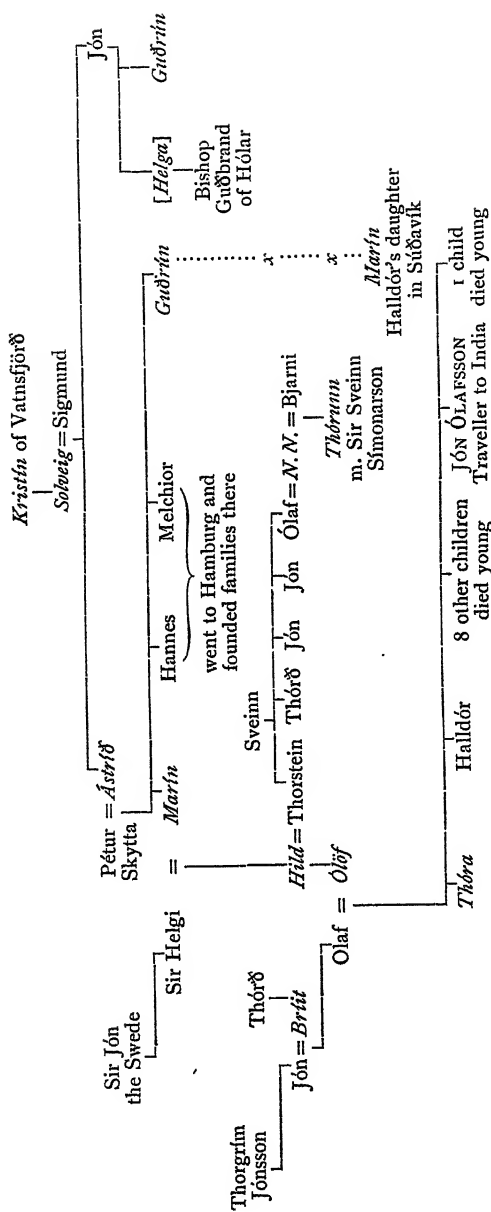 Kristín of Vatnsfjörð
Solveig = Sigmund
Pétur = Ástríð
Skytta
Jón
Sir Jón
the Swede
Sir Helgi
=
Marín
Hannes
Melchior
went to Hamburg and
founded families there
Guðrún
[Helga]
Guðrún
Bishop
Guðbrand
of Hólar
Sveinn
Hild = Thorstein
Thórð
Jón
Jón
Ólaf = N. N. = Bjarni
Thórunn
m. Sir Sveinn
Símonarson
x
x
Marín
Halldór's daughter
in Súðavík
Thorgrím
Jónsson
Thórð
Jón = Bríit
Ólaf = Ólöf
Thóra
Halldór
8 other children
died young
JÓN ÓLAFSSON
Traveller to India
1 child
died young